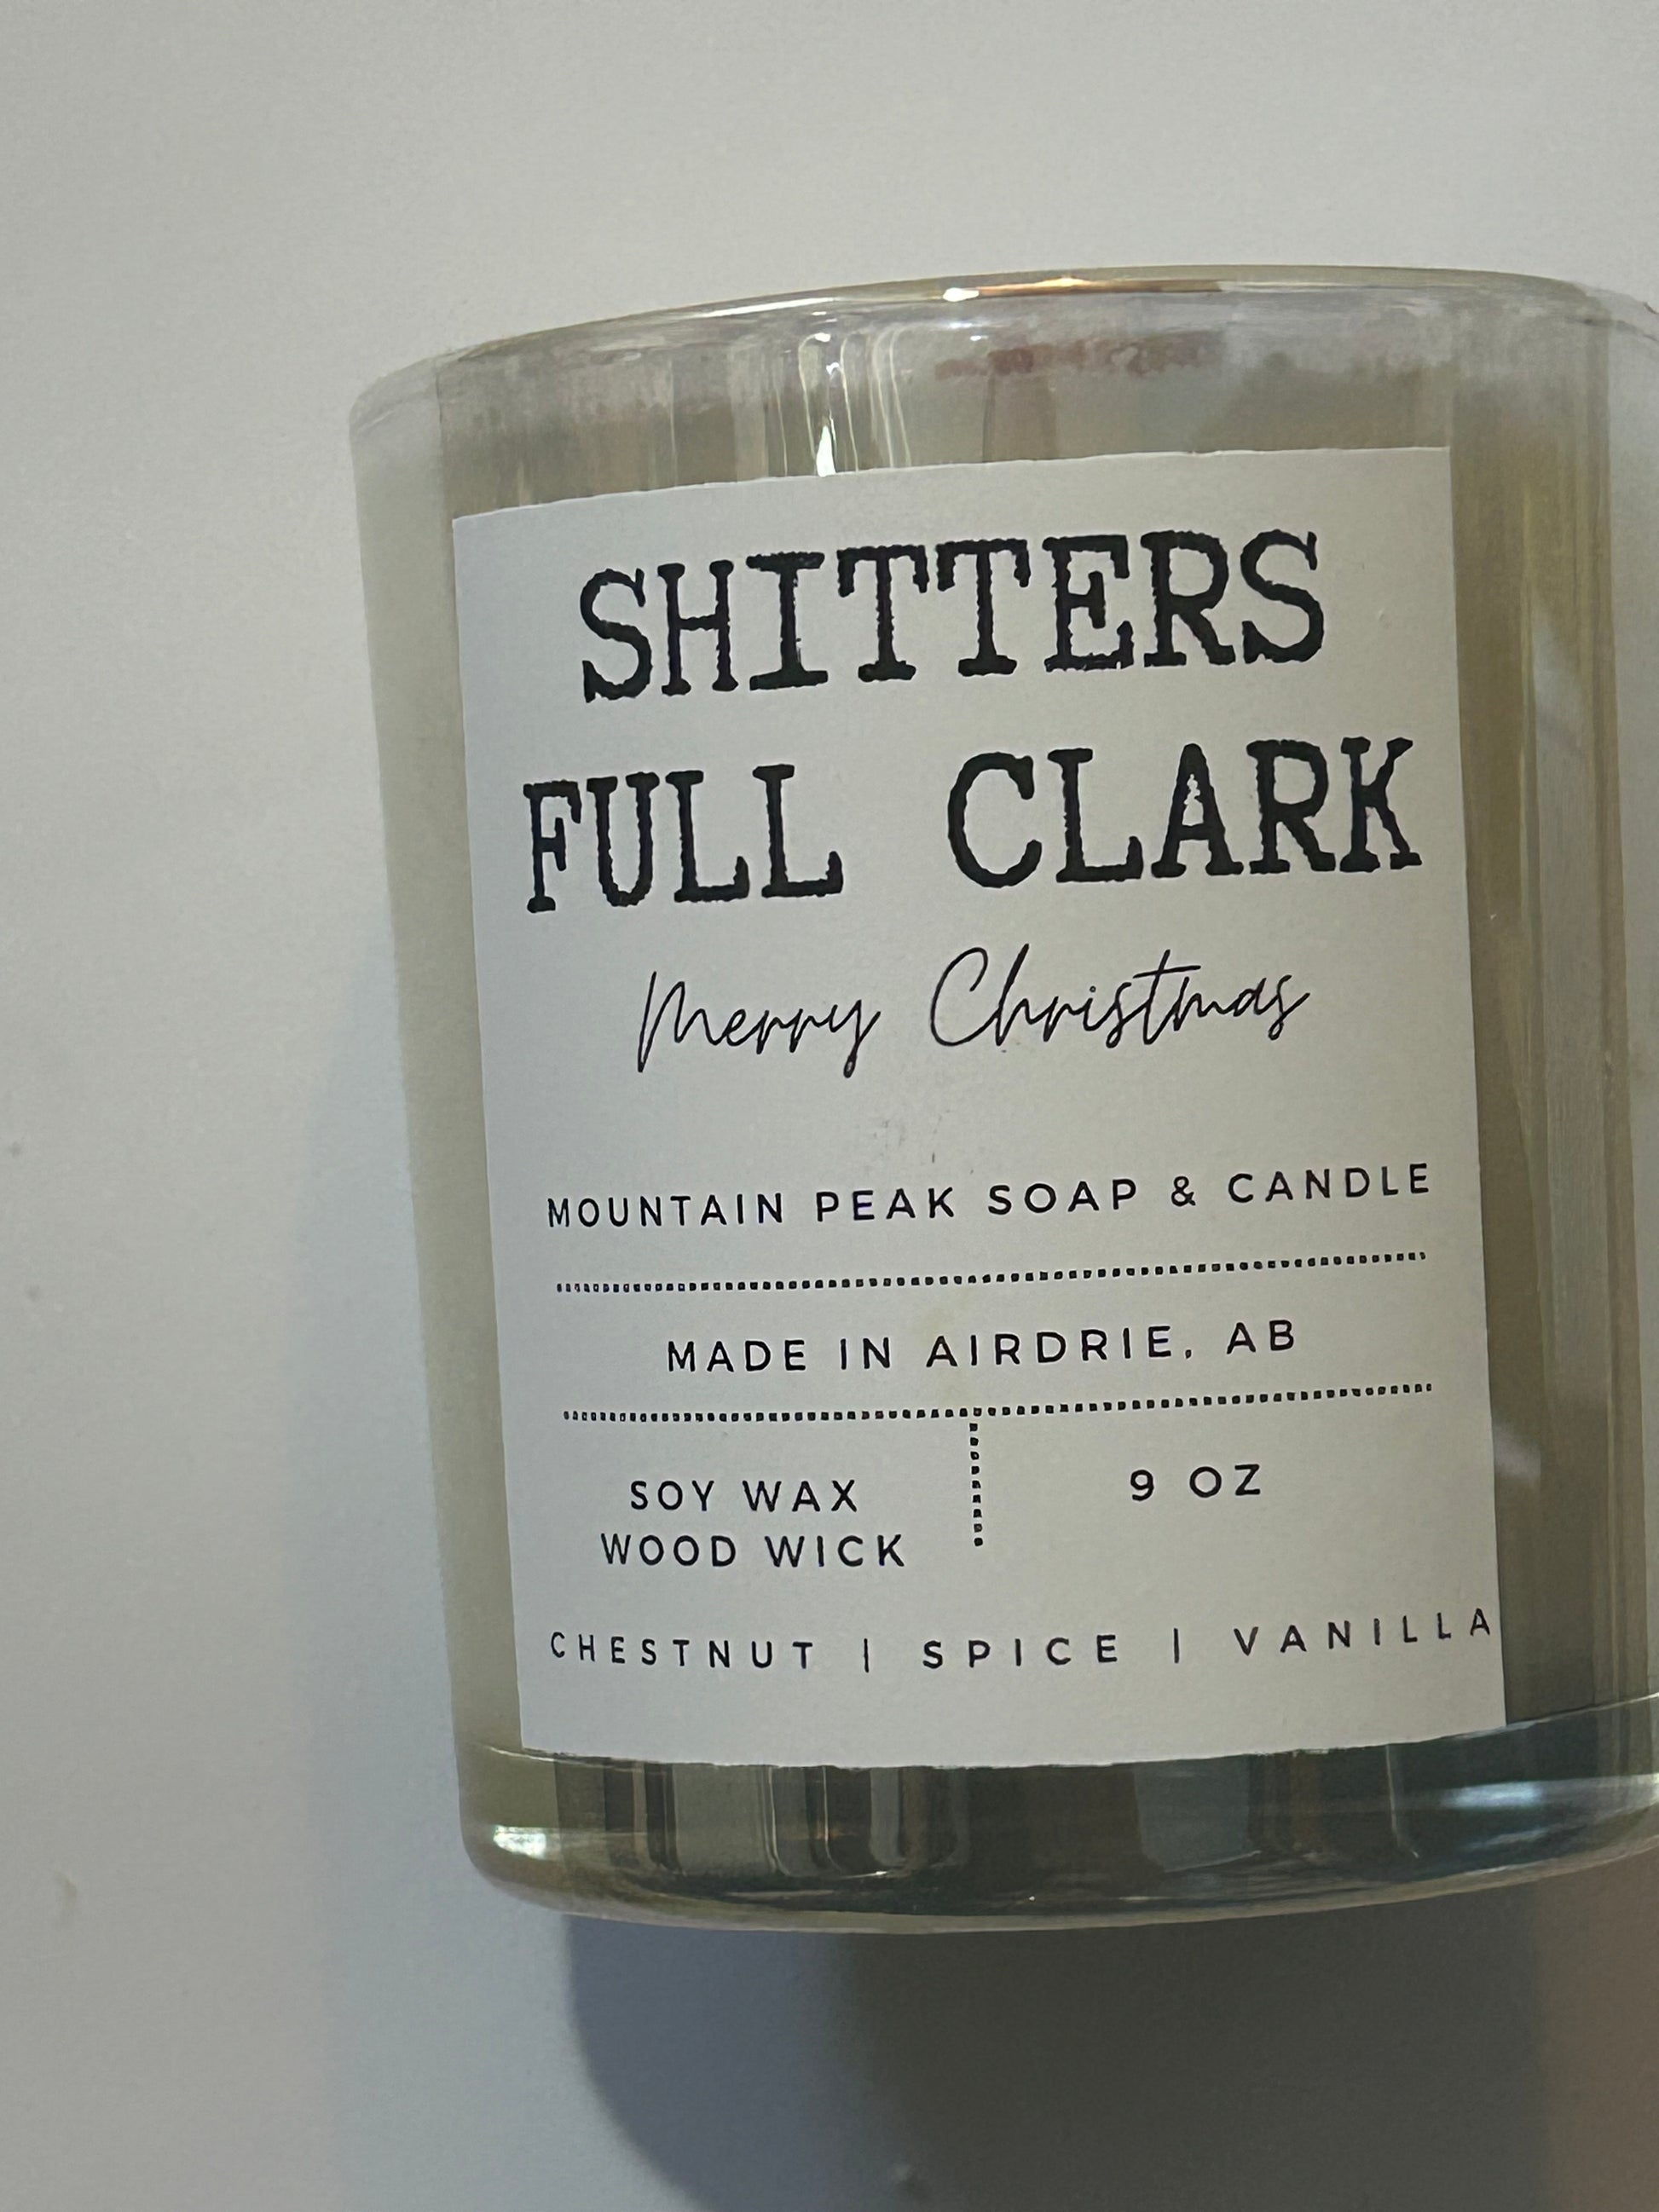 SHITTERS
FULL CLARK
Merry Christmas
MOUNTAIN PEAK SOAP & CANDLE
MADE IN AIRDRIE, AB
SOY WAX
WOOD WICK
9 OZ
CHESTNUT | SPICE | VANILLA